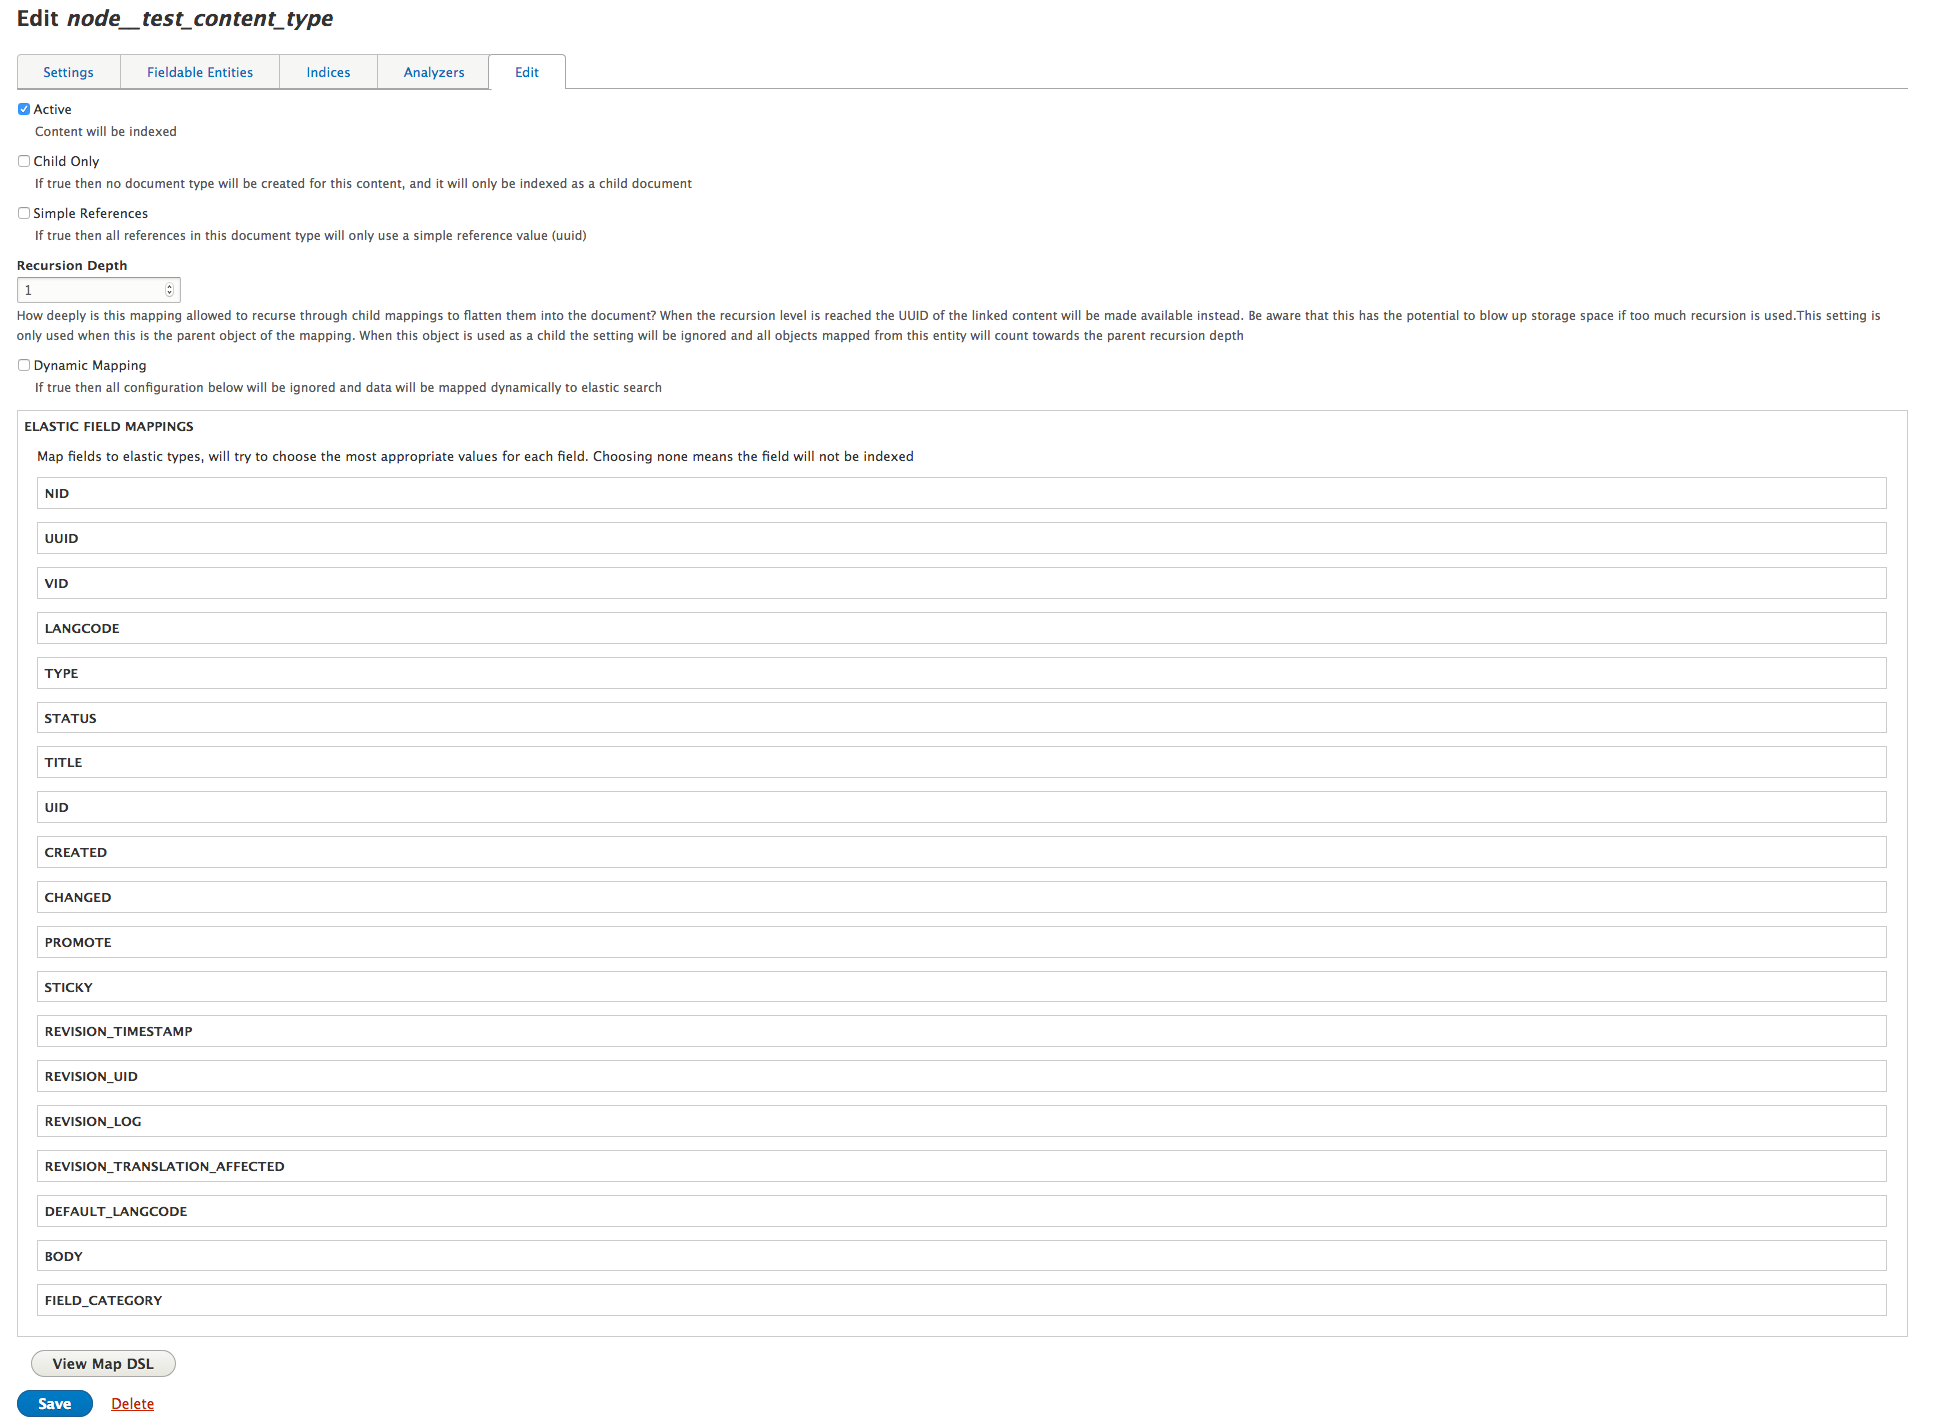 Edit node__test_content_type
Settings
Fieldable Entities
Indices
Analyzers
Edit
Active
Content will be indexed
Child Only
If true then no document type will be created for this content, and it will only be indexed as a child document
Simple References
If true then all references in this document type will only use a simple reference value (uuid)
Recursion Depth
1
How deeply is this mapping allowed to recurse through child mappings to flatten them into the document? When the recursion level is reached the UUID of the linked content will be made available instead. Be aware that this has the potential to blow up storage space if too much recursion is used.This setting is
only used when this is the parent object of the mapping. When this object is used as a child the setting will be ignored and all objects mapped from this entity will count towards the parent recursion depth
Dynamic Mapping
If true then all configuration below will be ignored and data will be mapped dynamically to elastic search
ELASTIC FIELD MAPPINGS
Map fields to elastic types, will try to choose the most appropriate values for each field. Choosing none means the field will not be indexed
NID
UUID
VID
LANGCODE
TYPE
STATUS
TITLE
UID
CREATED
CHANGED
PROMOTE
STICKY
REVISION_TIMESTAMP
REVISION_UID
REVISION_LOG
REVISION_TRANSLATION_AFFECTED
DEFAULT_LANGCODE
BODY
FIELD_CATEGORY
View Map DSL
Save
Delete